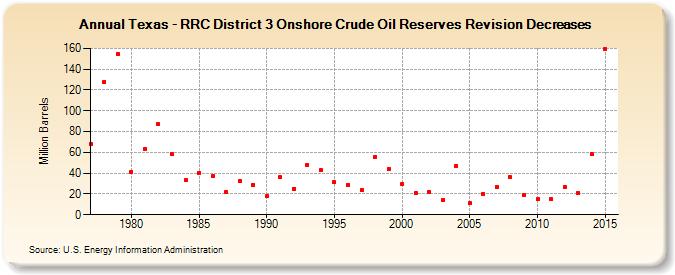 Annual Texas - RRC District 3 Onshore Crude Oil Reserves Revision Decreases
Million Barrels
160
140
120
100
80
60
40
20
0
1980 1985 1990 1995 2000 2005 2010 2015
Source: U.S. Energy Information Administration